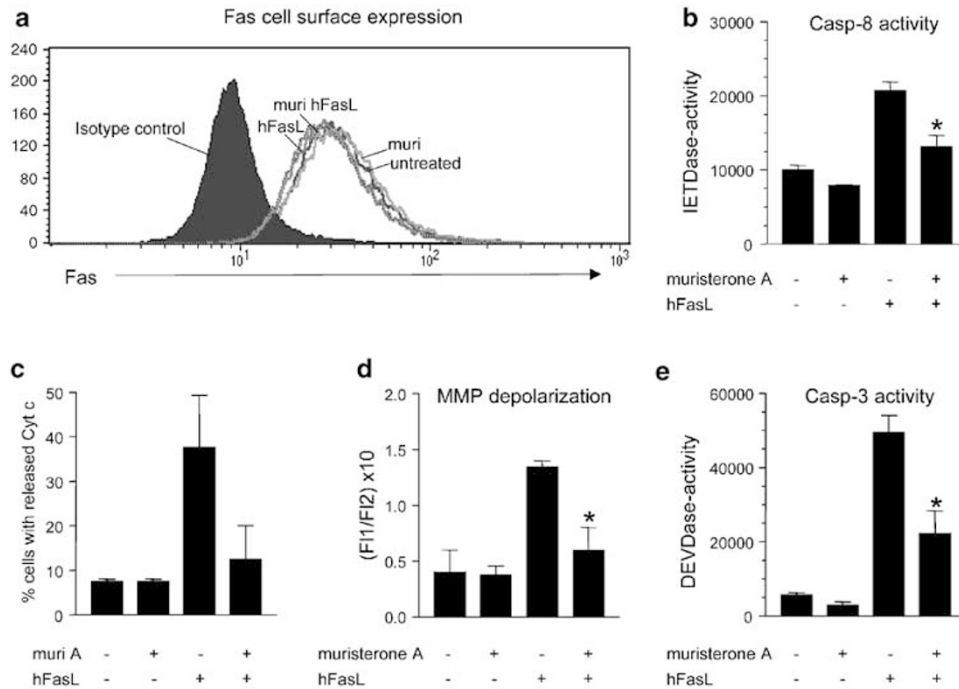 a
Fas cell surface expression
240
200
160
120
80
40
0
Isotype control
muri hFasL
hFasL
muri
untreated
10¹
10²
10³
Fas
b
Casp-8 activity
IETDase-activity
30000
20000
10000
0
muristerone A - + - +
hFasL - - + +
c
% cells with released Cyt c
50
40
30
20
10
0
muri A - + - +
hFasL - - + +
d
MMP depolarization
(Fl1/Fl2) x10
2.0
1.5
1.0
0.5
0.0
*
muristerone A - + - +
hFasL - - + +
e
Casp-3 activity
DEVDase-activity
60000
40000
20000
0
*
muristerone A - + - +
hFasL - - + +